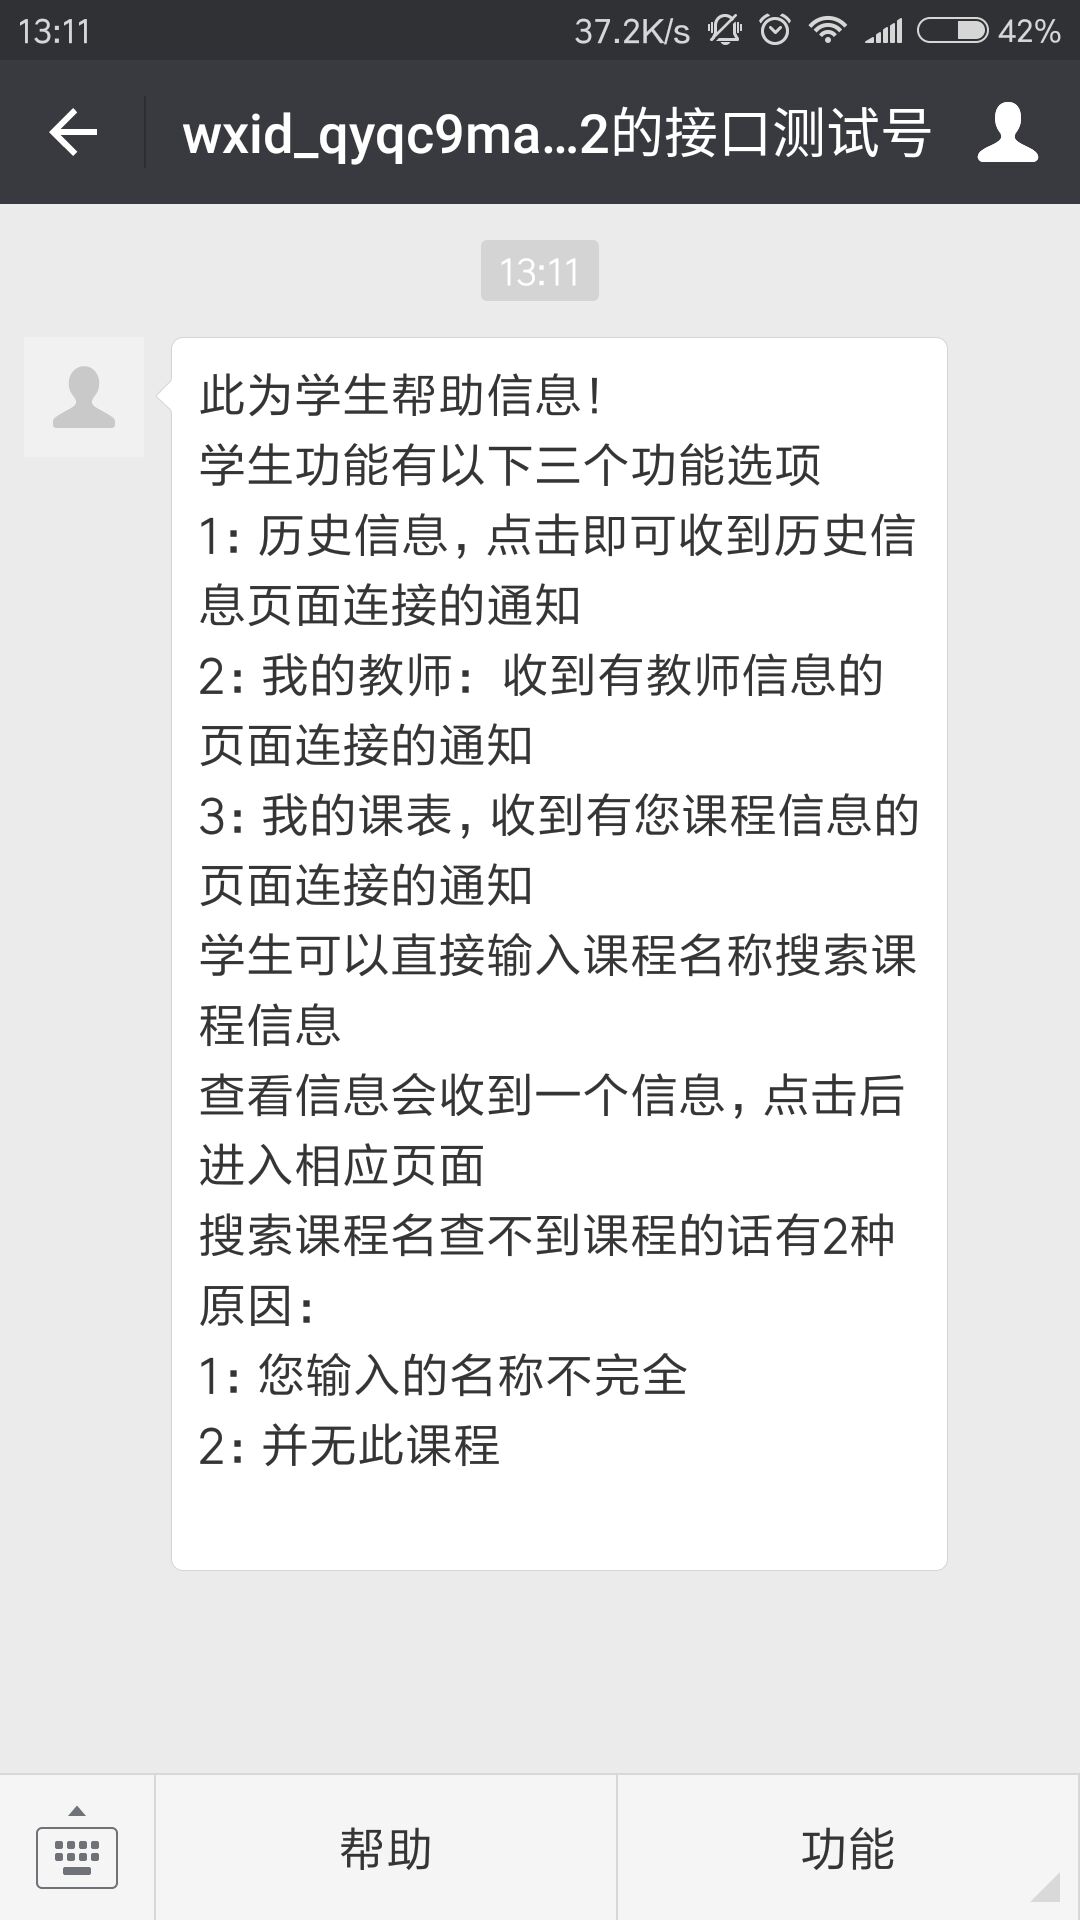 13:11
37.2K/s
42%
wxid_qyqc9ma...2的接口测试号
13:11
此为学生帮助信息！
学生功能有以下三个功能选项
1：历史信息，点击即可收到历史信
息页面连接的通知
2：我的教师：收到有教师信息的
页面连接的通知
3：我的课表，收到有您课程信息的
页面连接的通知
学生可以直接输入课程名称搜索课
程信息
查看信息会收到一个信息，点击后
进入相应页面
搜索课程名查不到课程的话有2种
原因：
1：您输入的名称不完全
2：并无此课程
帮助
功能